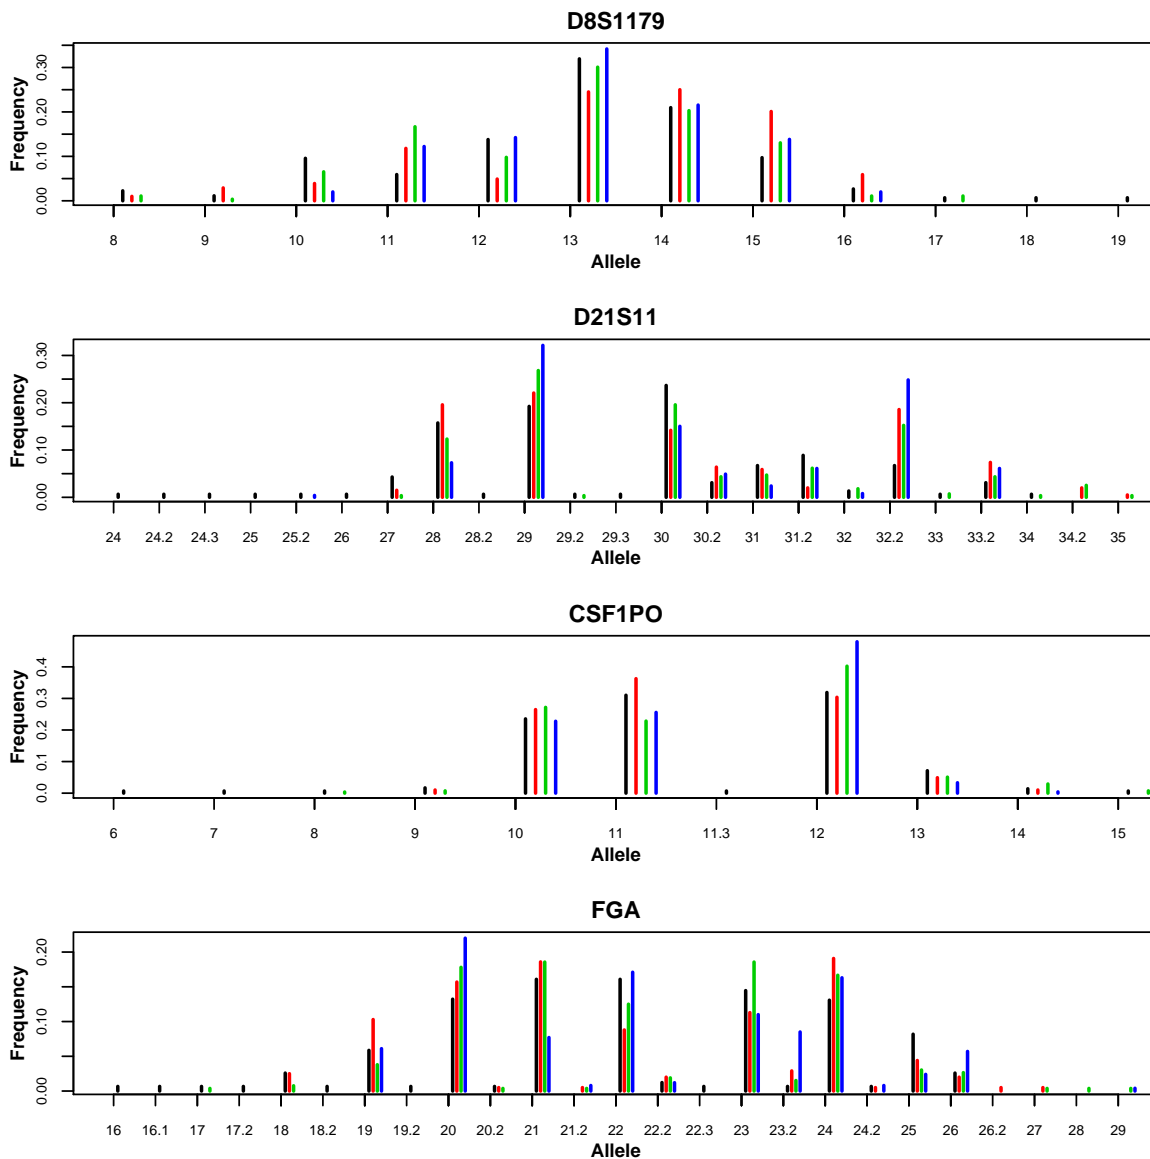 D8S1179
Frequency
0.00 0.10 0.20 0.30
8 9 10 11 12 13 14 15 16 17 18 19
Allele
D21S11
Frequency
0.00 0.10 0.20 0.30
24 24.2 24.3 25 25.2 26 27 28 28.2 29 29.2 29.3 30 30.2 31 31.2 32 32.2 33 33.2 34 34.2 35
Allele
CSF1PO
Frequency
0.0 0.1 0.2 0.3 0.4
6 7 8 9 10 11 11.3 12 13 14 15
Allele
FGA
Frequency
0.00 0.10 0.20
16 16.1 17 17.2 18 18.2 19 19.2 20 20.2 21 21.2 22 22.2 22.3 23 23.2 24 24.2 25 26 26.2 27 28 29
Allele